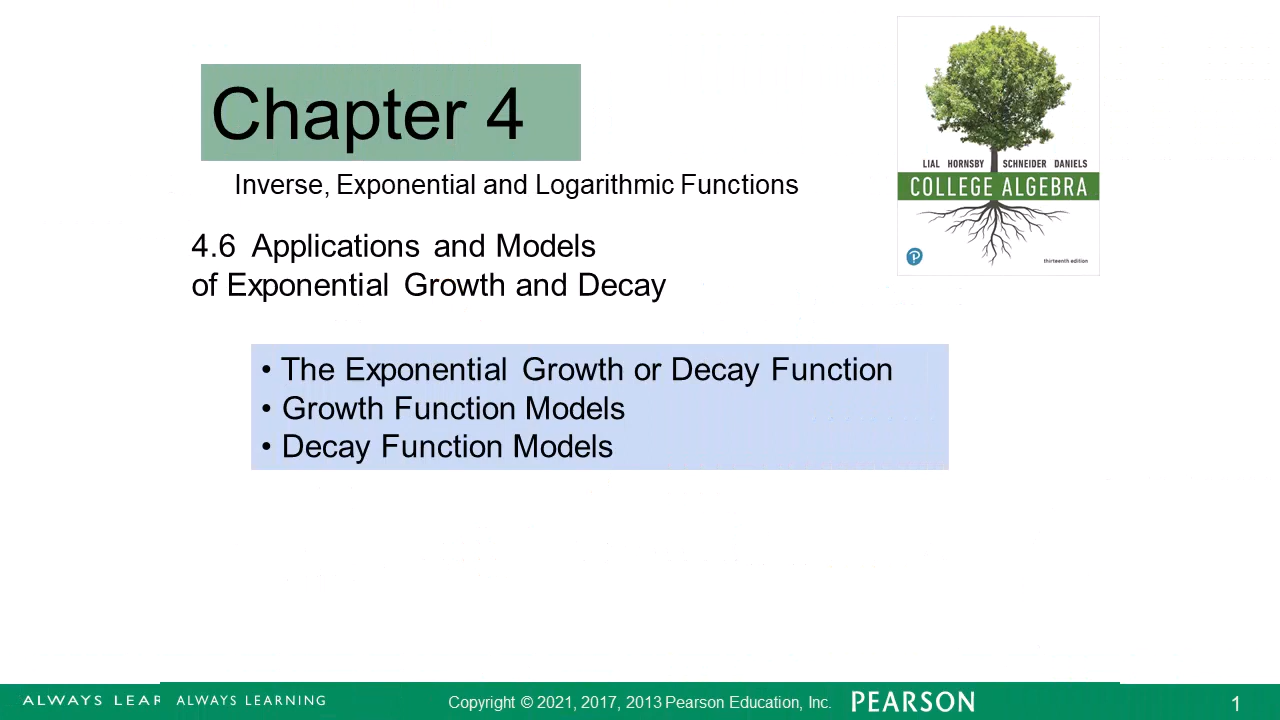 Chapter 4
Inverse, Exponential and Logarithmic Functions
4.6 Applications and Models
of Exponential Growth and Decay
• The Exponential Growth or Decay Function
• Growth Function Models
• Decay Function Models
LIAL HORNSBY SCHNEIDER DANIELS
COLLEGE ALGEBRA
P
thirteenth edition
ALWAYS LEAR ALWAYS LEARNING Copyright © 2021, 2017, 2013 Pearson Education, Inc. PEARSON 1